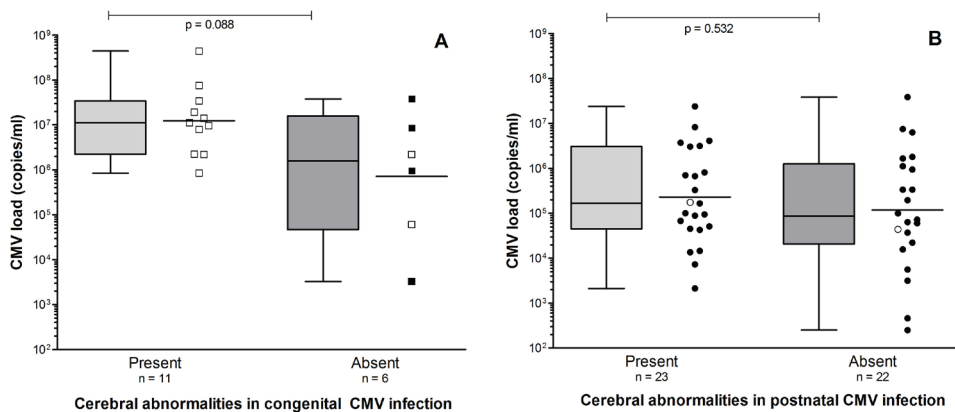 p = 0.088
A
CMV load (copies/ml)
10⁹
10⁸
10⁷
10⁶
10⁵
10⁴
10³
10²
Present
n = 11
Absent
n = 6
Cerebral abnormalities in congenital CMV infection
p = 0.532
B
CMV load (copies/ml)
10⁹
10⁸
10⁷
10⁶
10⁵
10⁴
10³
10²
Present
n = 23
Absent
n = 22
Cerebral abnormalities in postnatal CMV infection